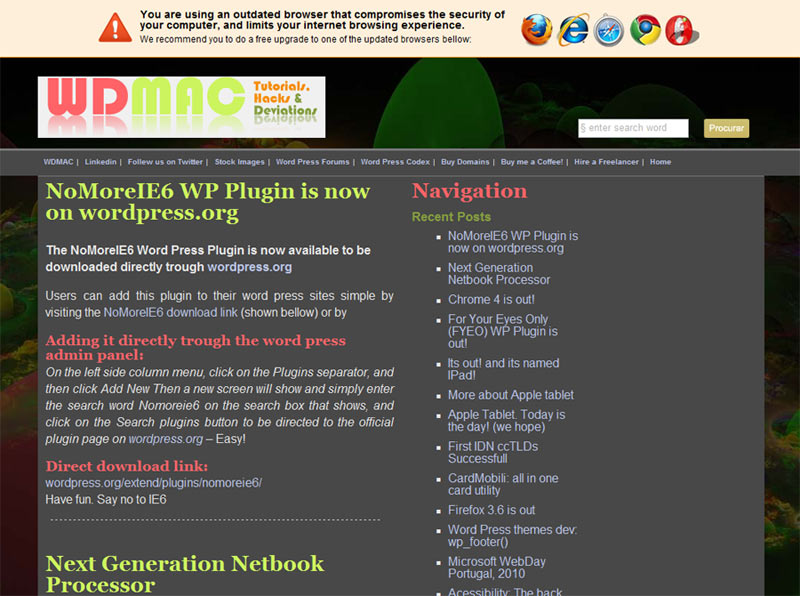 You are using an outdated browser that compromises the security of
your computer, and limits your internet browsing experience.
We recommend you to do a free upgrade to one of the updated browsers bellow:
WDMAC
Tutorials,
Hacks &
Deviations
enter search word
Procurar
WDMAC | Linkedin | Follow us on Twitter | Stock Images | Word Press Forums | Word Press Codex | Buy Domains | Buy me a Coffee! | Hire a Freelancer | Home
NoMoreIE6 WP Plugin is now
on wordpress.org
The NoMoreIE6 Word Press Plugin is now available to be
downloaded directly trough wordpress.org
Users can add this plugin to their word press sites simple by
visiting the NoMoreIE6 download link (shown bellow) or by
Adding it directly trough the word press
admin panel:
On the left side column menu, click on the Plugins separator, and
then click Add New Then a new screen will show and simply enter
the search word Nomoreie6 on the search box that shows, and
click on the Search plugins button to be directed to the official
plugin page on wordpress.org – Easy!
Direct download link:
wordpress.org/extend/plugins/nomoreie6/
Have fun. Say no to IE6
Next Generation Netbook
Processor
Navigation
Recent Posts
NoMoreIE6 WP Plugin is
now on wordpress.org
Next Generation
Netbook Processor
Chrome 4 is out!
For Your Eyes Only
(FYEO) WP Plugin is
out!
Its out! and its named
IPad!
More about Apple tablet
Apple Tablet. Today is
the day! (we hope)
First IDN ccTLDs
Successfull
CardMobili: all in one
card utility
Firefox 3.6 is out
Word Press themes dev:
wp_footer()
Microsoft WebDay
Portugal, 2010
Acessibility: The back